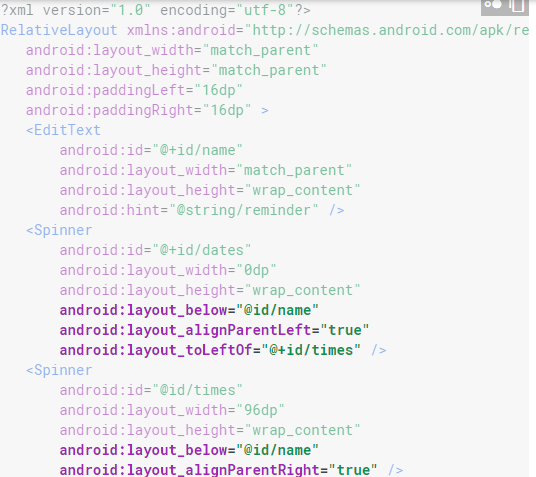 ?xml version="1.0" encoding="utf-8"?>
RelativeLayout xmlns:android="http://schemas.android.com/apk/re
android:layout_width="match_parent"
android:layout_height="match_parent"
android:paddingLeft="16dp"
android:paddingRight="16dp" >
<EditText
android:id="@+id/name"
android:layout_width="match_parent"
android:layout_height="wrap_content"
android:hint="@string/reminder" />
<Spinner
android:id="@+id/dates"
android:layout_width="0dp"
android:layout_height="wrap_content"
android:layout_below="@id/name"
android:layout_alignParentLeft="true"
android:layout_toLeftOf="@+id/times" />
<Spinner
android:id="@id/times"
android:layout_width="96dp"
android:layout_height="wrap_content"
android:layout_below="@id/name"
android:layout_alignParentRight="true" />